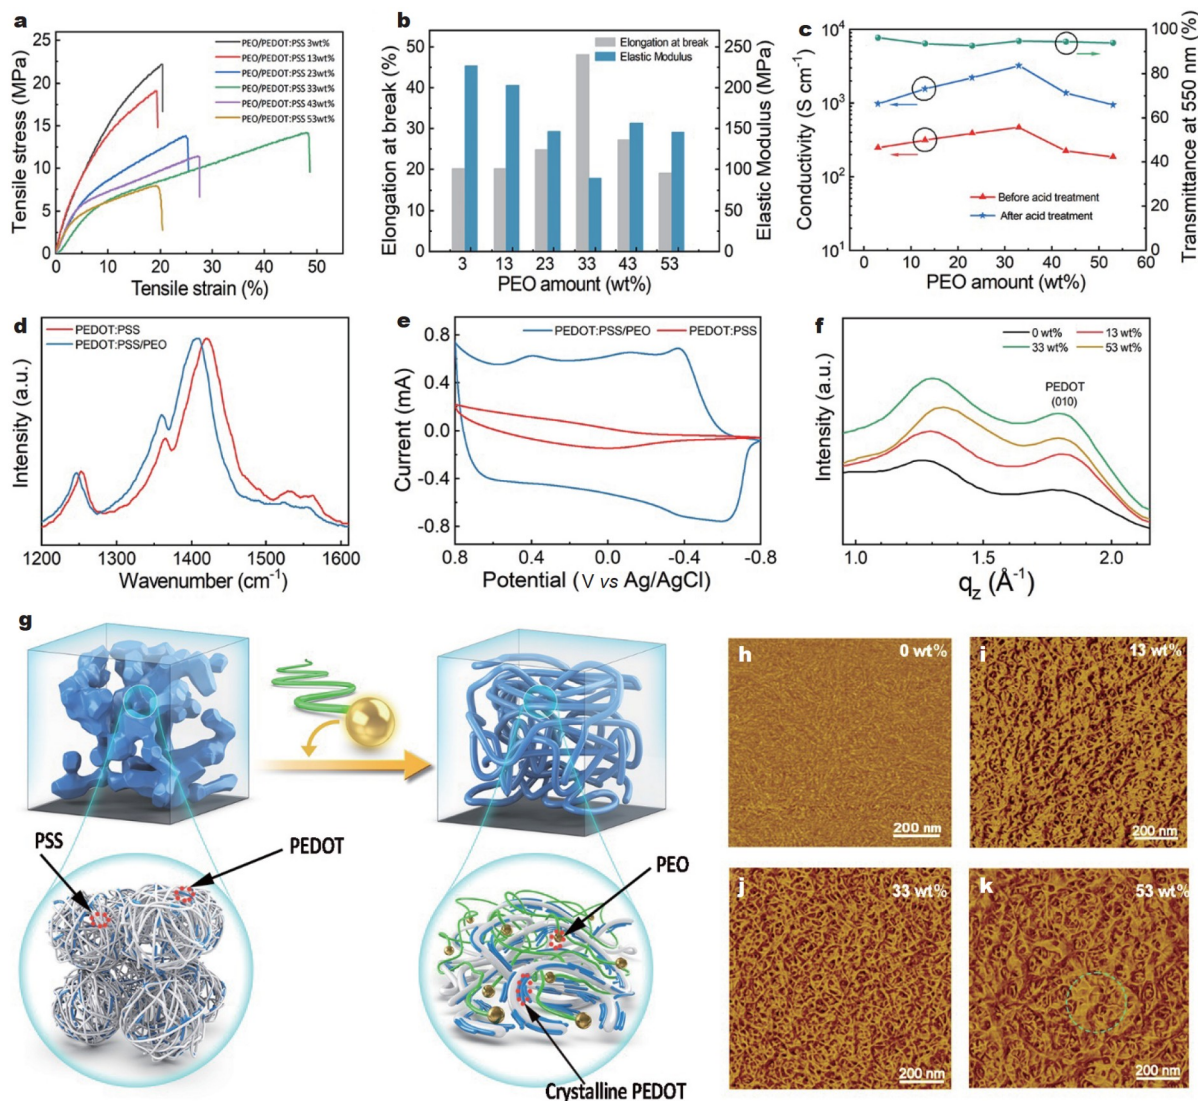 a
Tensile stress (MPa)
25
20
15
10
5
0
PEO/PEDOT:PSS 3wt%
PEO/PEDOT:PSS 13wt%
PEO/PEDOT:PSS 23wt%
PEO/PEDOT:PSS 33wt%
PEO/PEDOT:PSS 43wt%
PEO/PEDOT:PSS 53wt%
0 10 20 30 40 50
Tensile strain (%)
b
Elongation at break (%)
50
40
30
20
10
0
Elongation at break
Elastic Modulus
250
200
150
100
50
0
Elastic Modulus (MPa)
3 13 23 33 43 53
PEO amount (wt%)
c
Conductivity (S cm-1)
10⁴
10³
10²
10¹
Before acid treatment
After acid treatment
100
80
60
40
20
0
Transmittance at 550 nm (%)
0 10 20 30 40 50 60
PEO amount (wt%)
d
Intensity (a.u.)
PEDOT:PSS
PEDOT:PSS/PEO
1200 1300 1400 1500 1600
Wavenumber (cm-1)
e
Current (mA)
0.8
0.4
0.0
-0.4
-0.8
PEDOT:PSS/PEO PEDOT:PSS
0.8 0.4 0.0 -0.4 -0.8
Potential (V vs Ag/AgCl)
f
Intensity (a.u.)
0 wt% 13 wt%
33 wt% 53 wt%
PEDOT
(010)
1.0 1.5 2.0
qz (Å-1)
g
PSS
PEDOT
PEO
Crystalline PEDOT
h
0 wt%
200 nm
i
13 wt%
200 nm
j
33 wt%
200 nm
k
53 wt%
200 nm